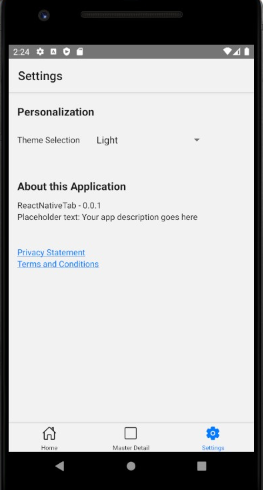 2:24
Settings
Personalization
Theme Selection Light
About this Application
ReactNativeTab - 0.0.1
Placeholder text: Your app description goes here
Privacy Statement
Terms and Conditions
Home Master Detail Settings